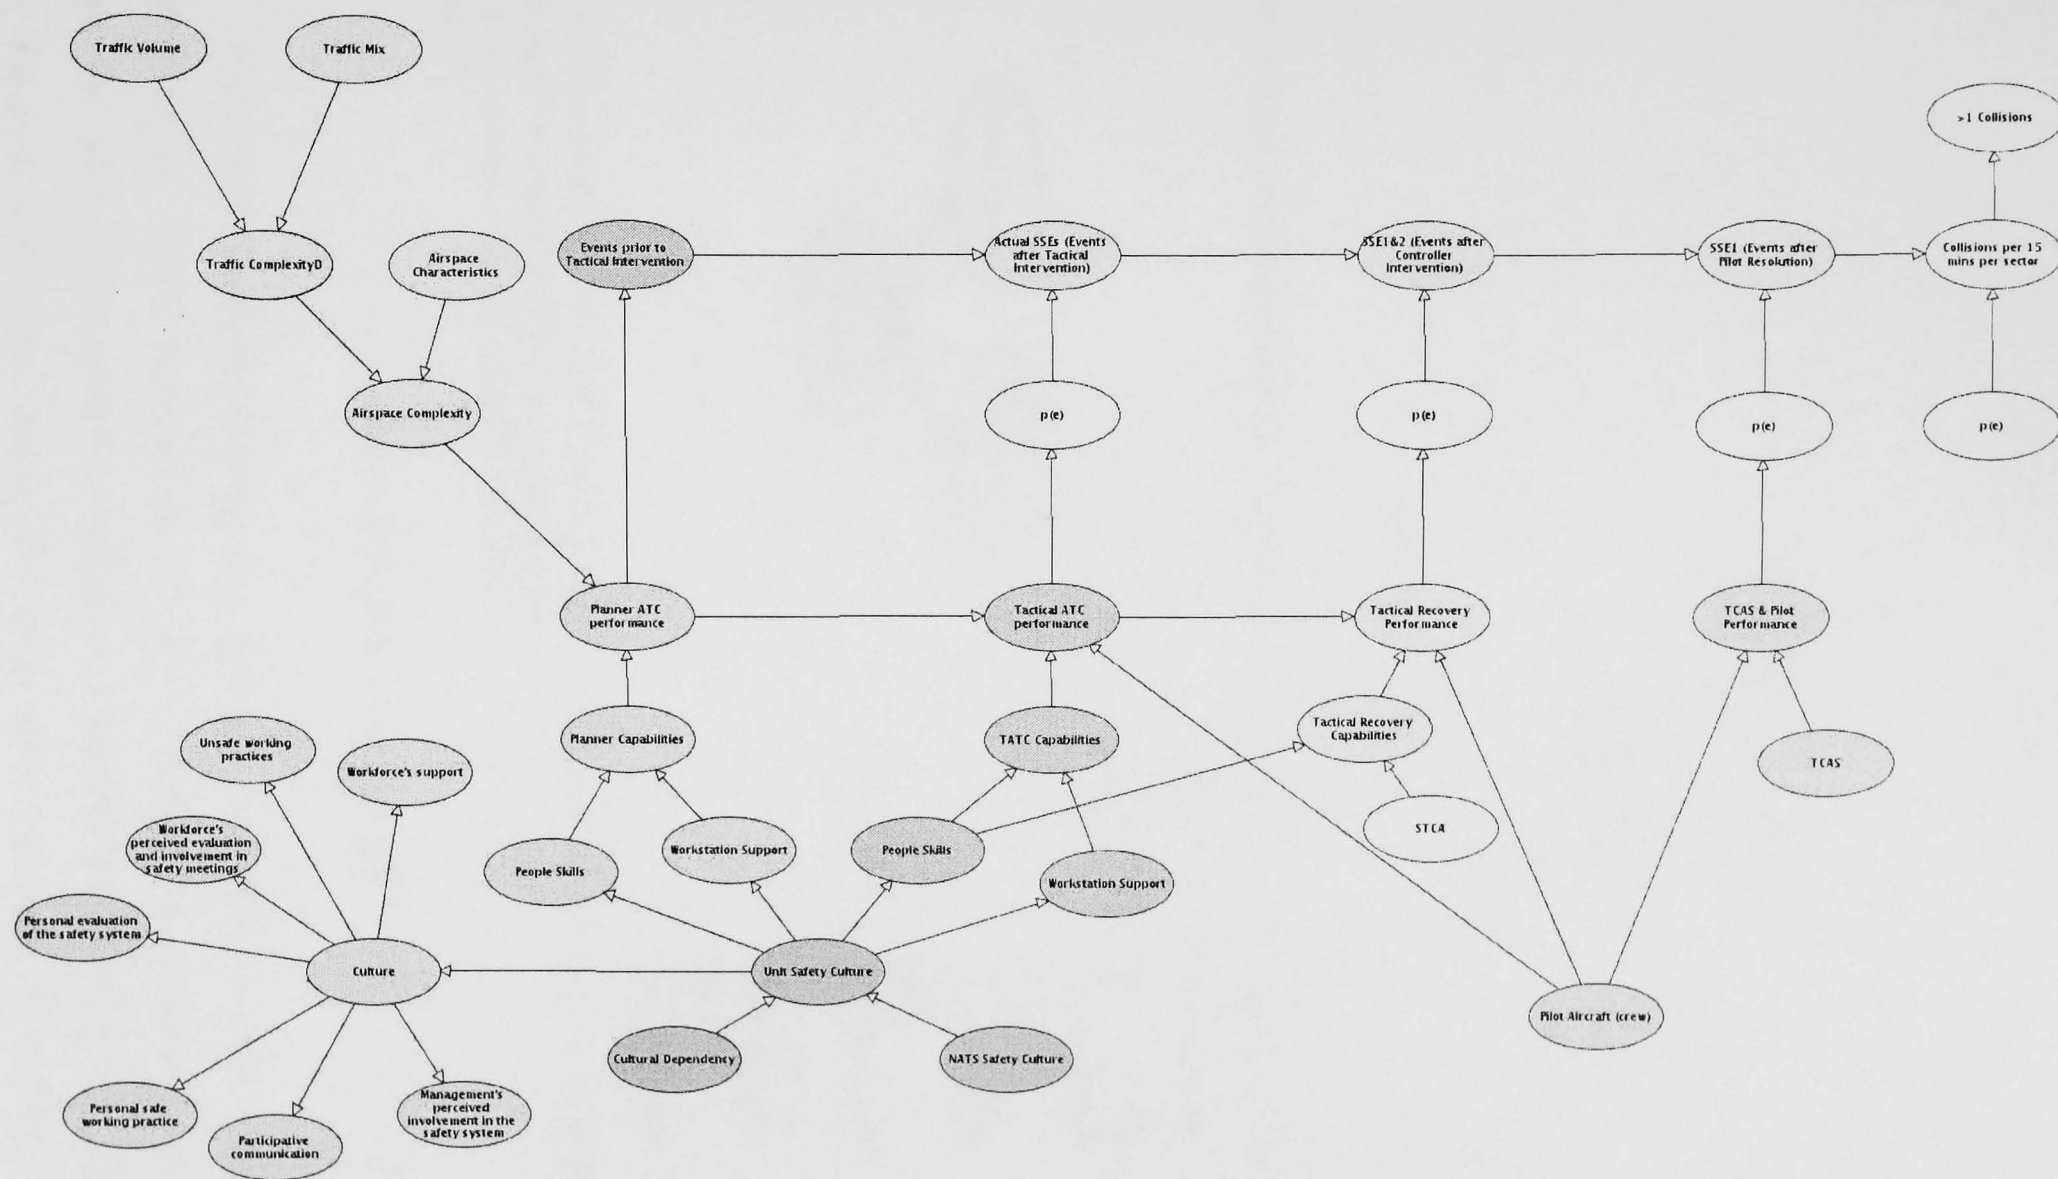 Traffic Volume
Traffic Mix
>1 Collisions
Traffic ComplexityD
Airspace
Characteristics
Events prior to
Tactical Intervention
Actual SSEs (Events
after Tactical
Intervention)
SSE1&2 (Events after
Controller
Intervention)
SSE1 (Events after
Pilot Resolution)
Collisions per 15
mins per sector
Airspace Complexity
p(e)
p(e)
p(e)
p(e)
Planner ATC
performance
Tactical ATC
performance
Tactical Recovery
Performance
TCAS & Pilot
Performance
Planner Capabilities
TATC Capabilities
Tactical Recovery
Capabilities
TCAS
Unsafe working
practices
Workforce's support
Workforce's
perceived evaluation
and involvement in
safety meetings
People Skills
Workstation Support
People Skills
Workstation Support
STCA
Personal evaluation
of the safety system
Culture
Unit Safety Culture
Pilot Aircraft (crew)
Cultural Dependency
NATS Safety Culture
Personal safe
working practice
Participative
communication
Management's
perceived
involvement in the
safety system